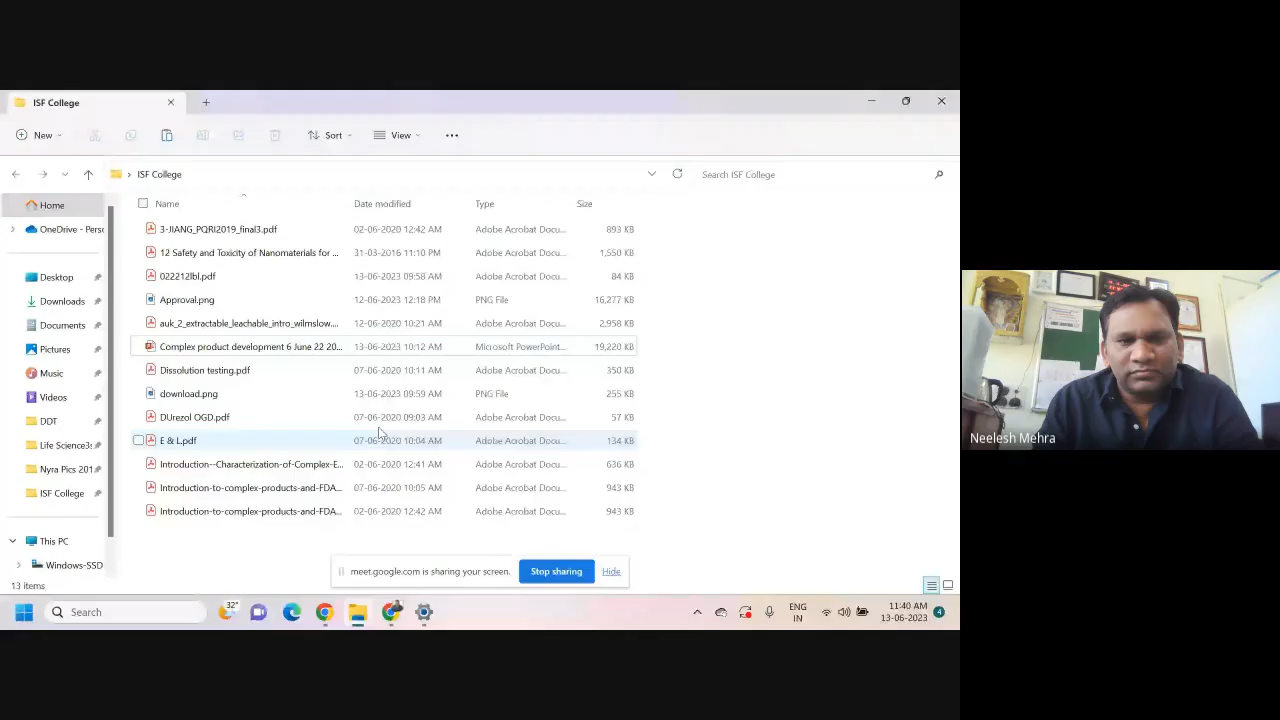 ISF College
New
Sort
View
ISF College
Search ISF College
Home
OneDrive - Perso
Desktop
Downloads
Documents
Pictures
Music
Videos
DDT
Life Science3s
Nyra Pics 201
ISF College
This PC
Windows-SSD
Name Date modified Type Size
3-JIANG_PQRI2019_final3.pdf 02-06-2020 12:42 AM Adobe Acrobat Docu... 893 KB
12 Safety and Toxicity of Nanomaterials for ... 31-03-2016 11:10 PM Adobe Acrobat Docu... 1,550 KB
022212lbl.pdf 13-06-2023 09:58 AM Adobe Acrobat Docu... 84 KB
Approval.png 12-06-2023 12:18 PM PNG File 16,277 KB
auk_2_extractable_leachable_intro_wilmslow.... 12-06-2020 10:21 AM Adobe Acrobat Docu... 2,958 KB
Complex product development 6 June 22 20... 13-06-2023 10:12 AM Microsoft PowerPoint... 19,220 KB
Dissolution testing.pdf 07-06-2020 10:11 AM Adobe Acrobat Docu... 350 KB
download.png 13-06-2023 09:59 AM PNG File 255 KB
DUrezol OGD.pdf 07-06-2020 09:03 AM Adobe Acrobat Docu... 57 KB
E & L.pdf 07-06-2020 10:04 AM Adobe Acrobat Docu... 134 KB
Introduction--Characterization-of-Complex-E... 02-06-2020 12:41 AM Adobe Acrobat Docu... 636 KB
Introduction-to-complex-products-and-FDA... 07-06-2020 10:05 AM Adobe Acrobat Docu... 943 KB
Introduction-to-complex-products-and-FDA... 02-06-2020 12:42 AM Adobe Acrobat Docu... 943 KB
meet.google.com is sharing your screen. Stop sharing Hide
13 items
Search
32°
ENG
IN
11:40 AM
13-06-2023
4
Neelesh Mehra